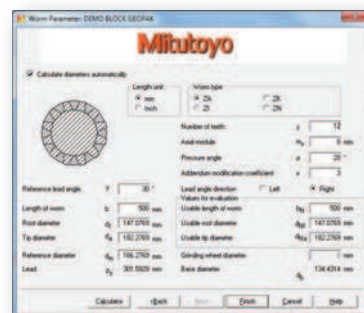 Worm Parameter: DEMO BLOCK GEOPAK
Mitutoyo
Calculate diameters automatically
Length unit
mm
Inch
Worm type
ZA
ZI
ZK
ZN
Number of teeth z 12
Axial module 8 mm
Pressure angle 20 °
Addendum modification coefficient x 3
Reference lead angle 30 °
Lead angle direction Left Right
Values for evaluation
Length of worm b 500 mm
Usable length of worm 500 mm
Root diameter 147.0769 mm
Usable root diameter 147.0769 mm
Tip diameter 182.2769 mm
Usable tip diameter 182.2769 mm
Reference diameter 166.2769 mm
Grinding wheel diameter mm
Lead 301.5929 mm
Base diameter 134.4314 mm
Calculator
<Back
Finish
Cancel
Help